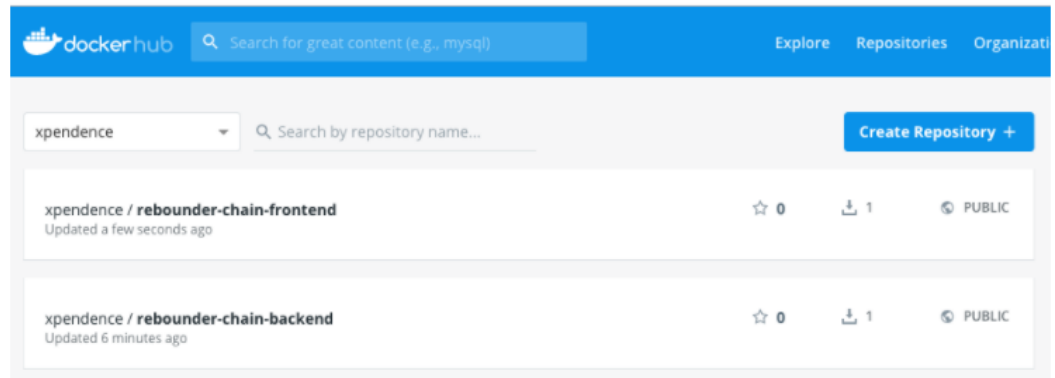 dockerhub Search for great content (e.g., mysql) Explore Repositories Organizati
xpendence Search by repository name... Create Repository +
xpendence / rebounder-chain-frontend 0 1 PUBLIC
Updated a few seconds ago
xpendence / rebounder-chain-backend 0 1 PUBLIC
Updated 6 minutes ago